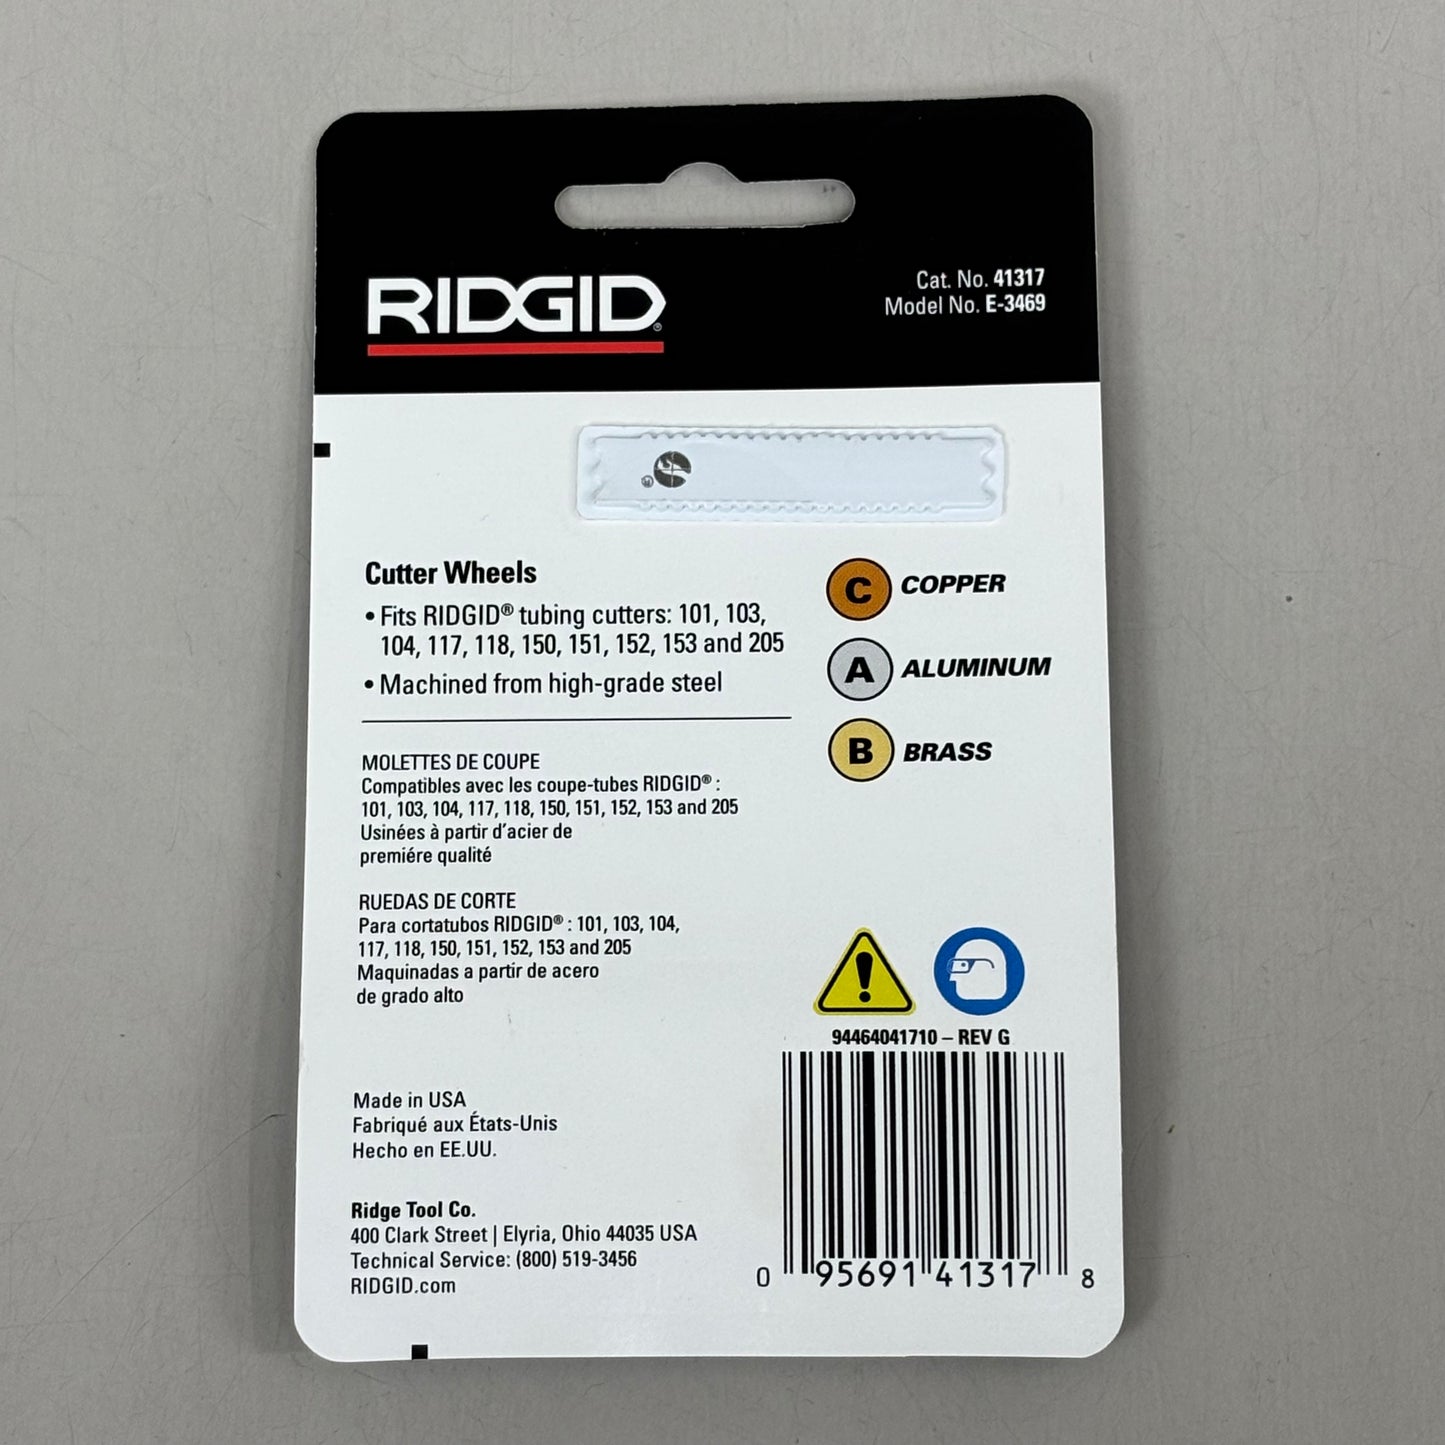 RIDGID®
Cat. No. 41317
Model No. E-3469
Cutter Wheels
• Fits RIDGID® tubing cutters: 101, 103,
104, 117, 118, 150, 151, 152, 153 and 205
• Machined from high-grade steel
C COPPER
A ALUMINUM
B BRASS
MOLETTES DE COUPE
Compatibles avec les coupe-tubes RIDGID® :
101, 103, 104, 117, 118, 150, 151, 152, 153 and 205
Usinées à partir d'acier de
premiére qualité
RUEDAS DE CORTE
Para cortatubos RIDGID® : 101, 103, 104,
117, 118, 150, 151, 152, 153 and 205
Maquinadas a partir de acero
de grado alto
94464041710 – REV G
Made in USA
Fabriqué aux États-Unis
Hecho en EE.UU.
Ridge Tool Co.
400 Clark Street | Elyria, Ohio 44035 USA
Technical Service: (800) 519-3456
RIDGID.com
0 95691 41317 8